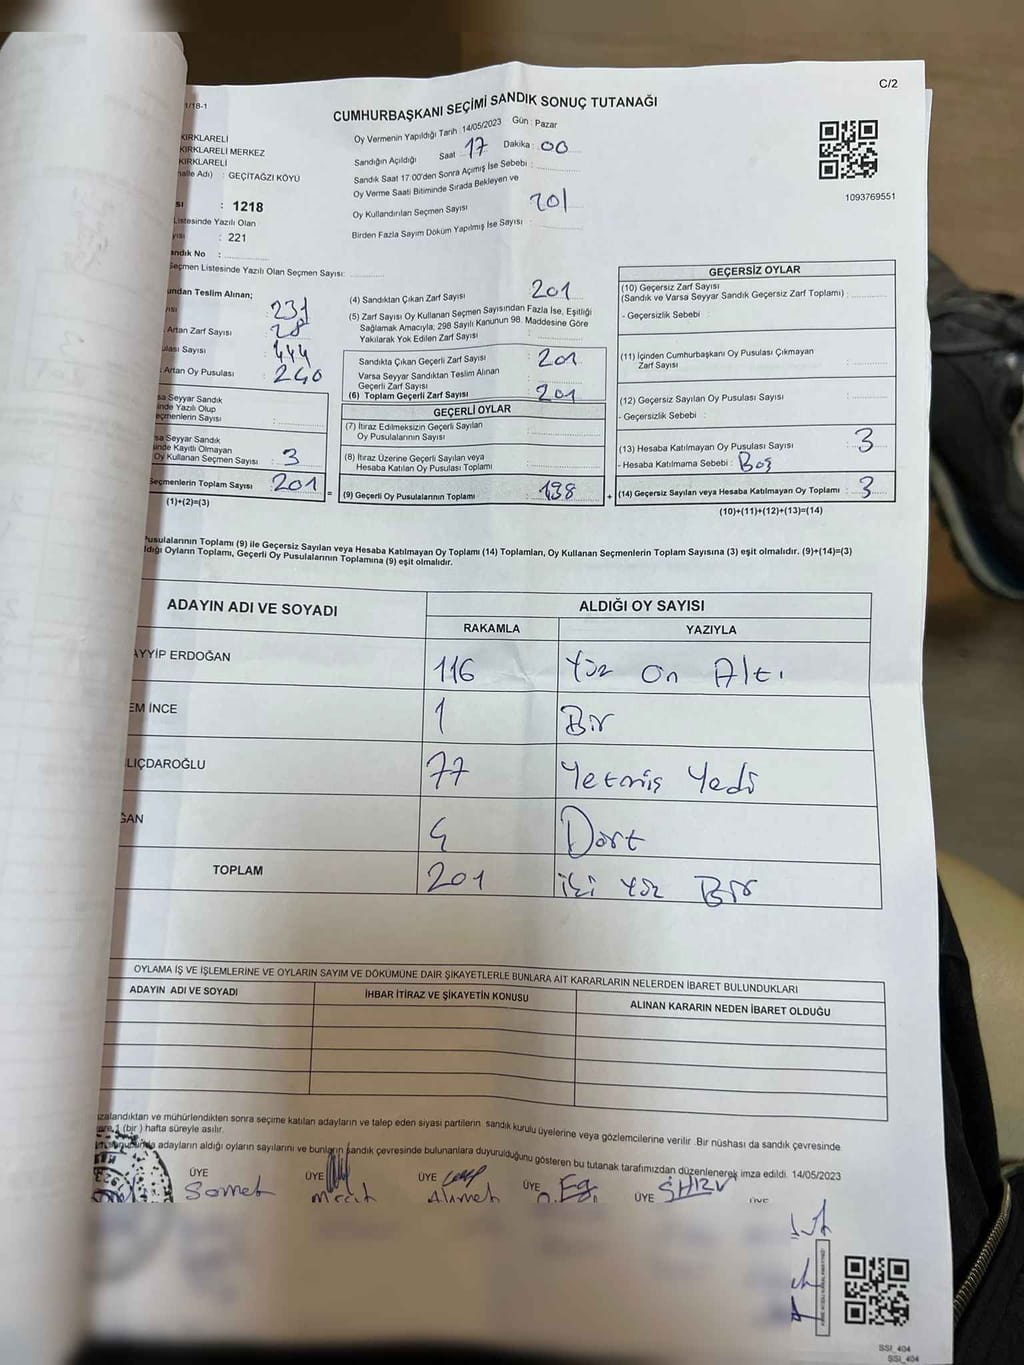 C/2
1/18-1
CUMHURBAŞKANI SEÇİMİ SANDIK SONUÇ TUTANAĞI
KIRKLARELİ
KIRKLARELİ MERKEZ
KIRKLARELİ
halle Adı) : GEÇİTAĞZI KÖYÜ
sı : 1218
Listesinde Yazılı Olan
yısı : 221
andık No :
Seçmen Listesinde Yazılı Olan Seçmen Sayısı:
Oy Vermenin Yapıldığı Tarih : 14/05/2023 Gün : Pazar
Sandığın Açıldığı Saat : 17 Dakika : 00
Sandık Saat 17:00'den Sonra Açımış İse Sebebi :
Oy Verme Saati Bitiminde Sırada Bekleyen ve
Oy Kullandırılan Seçmen Sayısı 201
Birden Fazla Sayım Döküm Yapılmış İse Sayısı :
1093769551
undan Teslim Alınan;
ısı : 231
Artan Zarf Sayısı : 28
ulası Sayısı : 444
Artan Oy Pusulası : 240
sa Seyyar Sandık
inde Yazılı Olup
eçmenlerin Sayısı :
sa Seyyar Sandık
inde Kayıtlı Olmayan
Oy Kullanan Seçmen Sayısı : 3
Seçmenlerin Toplam Sayısı : 201
(1)+(2)=(3)
(4) Sandıktan Çıkan Zarf Sayısı : 201
(5) Zarf Sayısı Oy Kullanan Seçmen Sayısından Fazla İse, Eşitliği
Sağlamak Amacıyla; 298 Sayılı Kanunun 98. Maddesine Göre
Yakılarak Yok Edilen Zarf Sayısı :
Sandıkta Çıkan Geçerli Zarf Sayısı : 201
Varsa Seyyar Sandıktan Teslim Alınan
Geçerli Zarf Sayısı :
(6) Toplam Geçerli Zarf Sayısı : 201
GEÇERLİ OYLAR
(7) İtiraz Edilmeksizin Geçerli Sayılan
Oy Pusulalarının Sayısı :
(8) İtiraz Üzerine Geçerli Sayılan veya
Hesaba Katılan Oy Pusulası Toplamı :
= (9) Geçerli Oy Pusulalarının Toplamı : 198 +
GEÇERSİZ OYLAR
(10) Geçersiz Zarf Sayısı
(Sandık ve Varsa Seyyar Sandık Geçersiz Zarf Toplamı) :
- Geçersizlik Sebebi :
(11) İçinden Cumhurbaşkanı Oy Pusulası Çıkmayan
Zarf Sayısı :
(12) Geçersiz Sayılan Oy Pusulası Sayısı :
- Geçersizlik Sebebi :
(13) Hesaba Katılmayan Oy Pusulası Sayısı : 3
- Hesaba Katılmama Sebebi : Boş
(14) Geçersiz Sayılan veya Hesaba Katılmayan Oy Toplamı : 3
(10)+(11)+(12)+(13)=(14)
Pusulalarının Toplamı (9) ile Geçersiz Sayılan veya Hesaba Katılmayan Oy Toplamı (14) Toplamları, Oy Kullanan Seçmenlerin Toplam Sayısına (3) eşit olmalıdır. (9)+(14)=(3)
ldığı Oyların Toplamı, Geçerli Oy Pusulalarının Toplamına (9) eşit olmalıdır.
ADAYIN ADI VE SOYADI ALDIĞI OY SAYISI
RAKAMLA YAZIYLA
AYYİP ERDOĞAN 116 Yüz On Altı
EM İNCE 1 Bir
LIÇDAROĞLU 77 Yetmiş Yedi
ĞAN 4 Dört
TOPLAM 201 iki Yüz Bir
OYLAMA İŞ VE İŞLEMLERİNE VE OYLARIN SAYIM VE DÖKÜMÜNE DAİR ŞİKAYETLERLE BUNLARA AİT KARARLARIN NELERDEN İBARET BULUNDUKLARI
ADAYIN ADI VE SOYADI İHBAR İTİRAZ VE ŞİKAYETİN KONUSU ALINAN KARARIN NEDEN İBARET OLDUĞU
zalandıktan ve mühürlendikten sonra seçime katılan adayların ve talep eden siyasi partilerin sandık kurulu üyelerine veya gözlemcilerine verilir .Bir nüshası da sandık çevresinde
1 (bir ) hafta süreyle asılır.
adayların aldığı oyların sayılarını ve bunların sandık çevresinde bulunanlara duyurulduğunu gösteren bu tutanak tarafımızdan düzenlenerek imza edildi. 14/05/2023
ÜYE ÜYE ÜYE ÜYE ÜYE ÜYE
Samet Ahmet
SSI_404
SSI_404